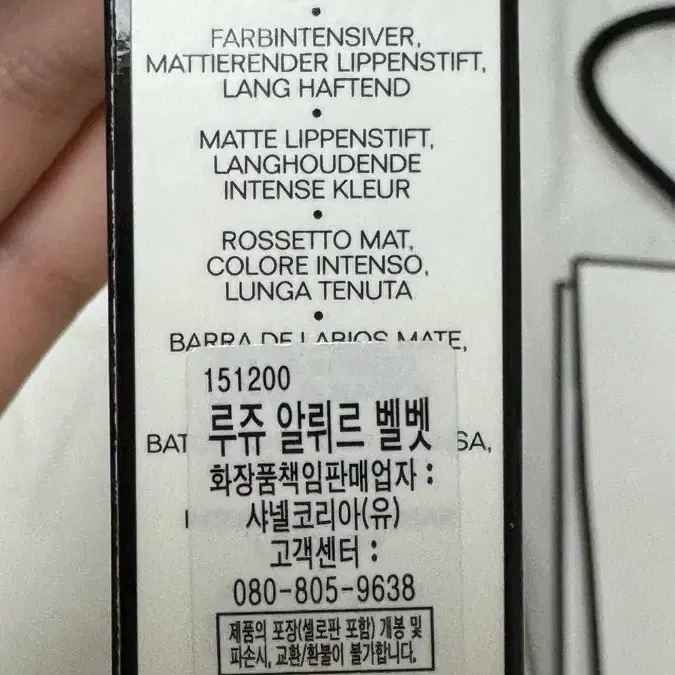 FARBINTENSIVER,
MATTIERENDER LIPPENSTIFT,
LANG HAFTEND
•
MATTE LIPPENSTIFT,
LANGHOUDENDE
INTENSE KLEUR
•
ROSSETTO MAT,
COLORE INTENSO,
LUNGA TENUTA
•
BARRA DE LABIOS MATE,
151200
루쥬 알뤼르 벨벳
화장품책임판매업자 :
샤넬코리아(유)
고객센터 :
080-805-9638
제품의 포장(셀로판 포함) 개봉 및
파손시, 교환/환불이 불가합니다.